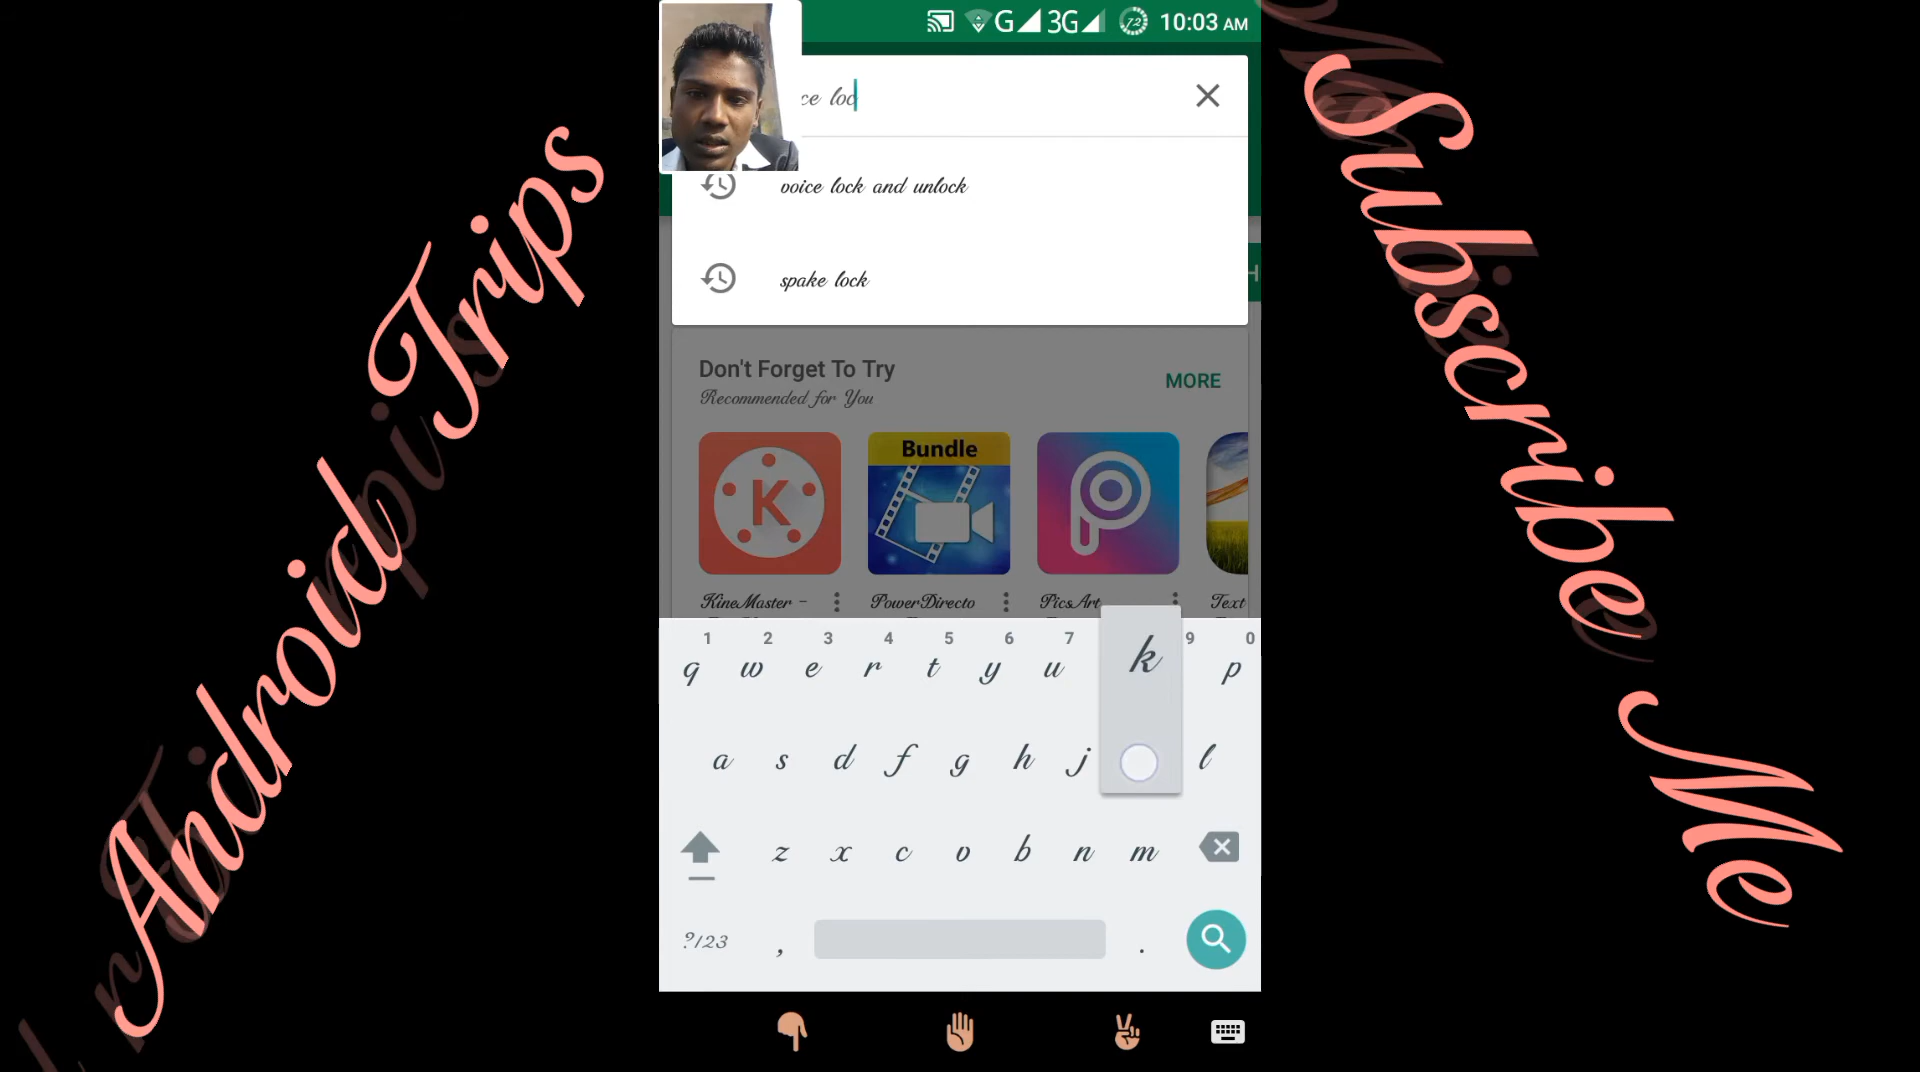 Android Trips
Subscribe Me
G 3G 72 10:03 AM
ce loc
voice lock and unlock
spake lock
Don't Forget To Try
Recommended for You
MORE
K
Bundle
KineMaster –
PowerDirecto
PicsArt
Text
1 2 3 4 5 6 7 9 0
q w e r t y u p
k
a s d f g h j l
z x c v b n m
?123 , .